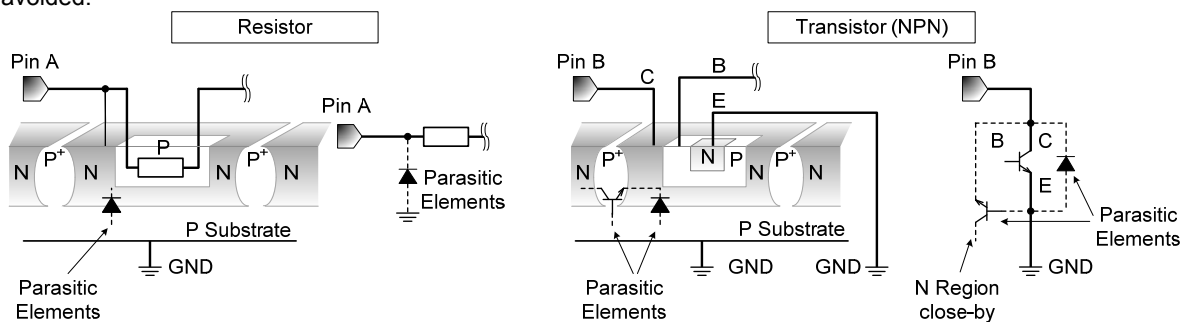 avoided.
Resistor
Pin A
P
N P+ N N P+ N
P Substrate
GND
Parasitic
Elements
Pin A
Parasitic
Elements
Transistor (NPN)
Pin B
C
B
E
N P+ N N P P+ N
P Substrate
GND
GND
Parasitic
Elements
Pin B
B C
E
Parasitic
Elements
GND
N Region
close-by